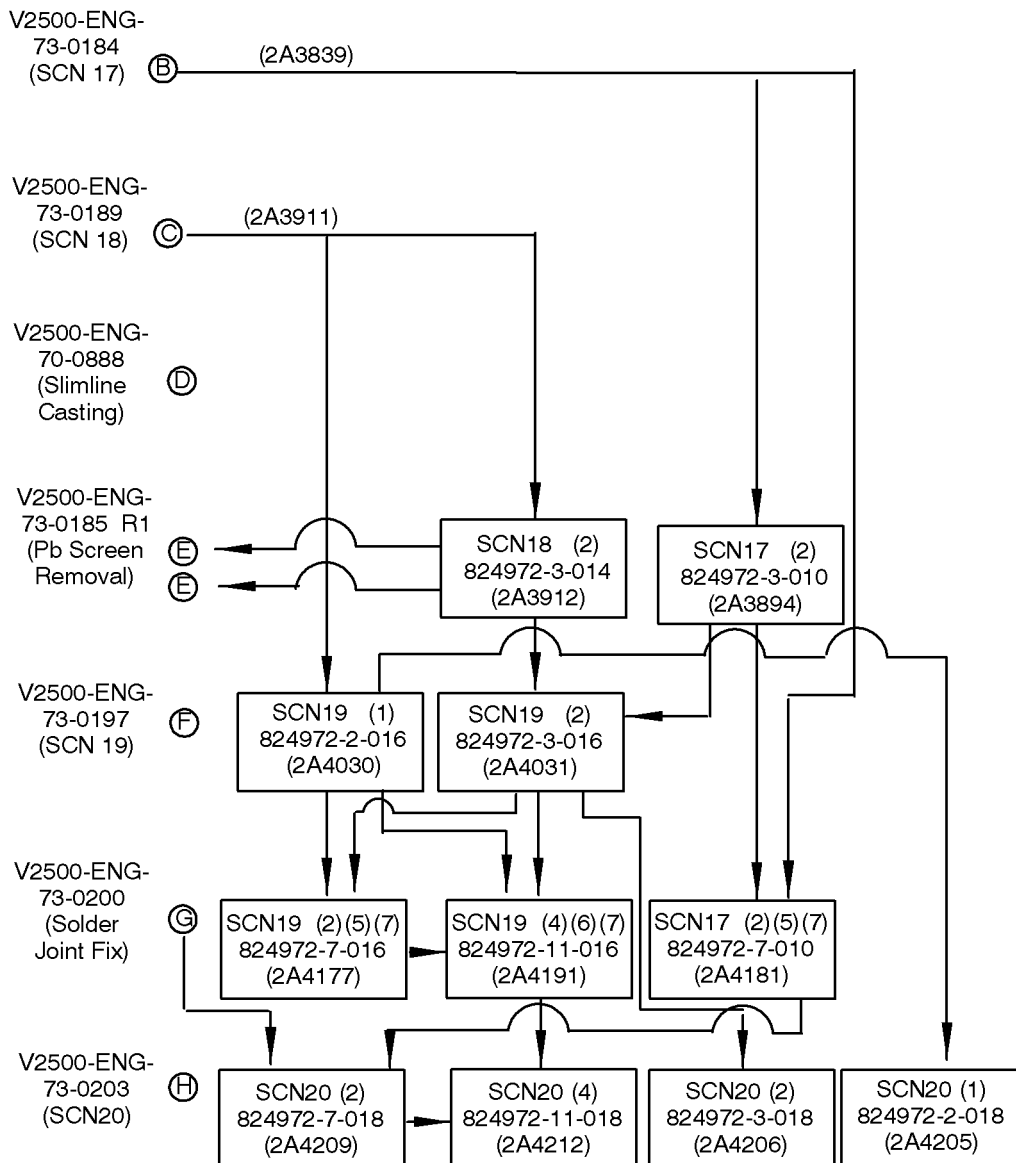 V2500-ENG-
73-0184
(SCN 17)
B
(2A3839)
V2500-ENG-
73-0189
(SCN 18)
C
(2A3911)
V2500-ENG-
70-0888
(Slimline
Casting)
D
V2500-ENG-
73-0185 R1
(Pb Screen
Removal)
E
E
SCN18 (2)
824972-3-014
(2A3912)
SCN17 (2)
824972-3-010
(2A3894)
V2500-ENG-
73-0197
(SCN 19)
F
SCN19 (1)
824972-2-016
(2A4030)
SCN19 (2)
824972-3-016
(2A4031)
V2500-ENG-
73-0200
(Solder
Joint Fix)
G
SCN19 (2)(5)(7)
824972-7-016
(2A4177)
SCN19 (4)(6)(7)
824972-11-016
(2A4191)
SCN17 (2)(5)(7)
824972-7-010
(2A4181)
V2500-ENG-
73-0203
(SCN20)
H
SCN20 (2)
824972-7-018
(2A4209)
SCN20 (4)
824972-11-018
(2A4212)
SCN20 (2)
824972-3-018
(2A4206)
SCN20 (1)
824972-2-018
(2A4205)